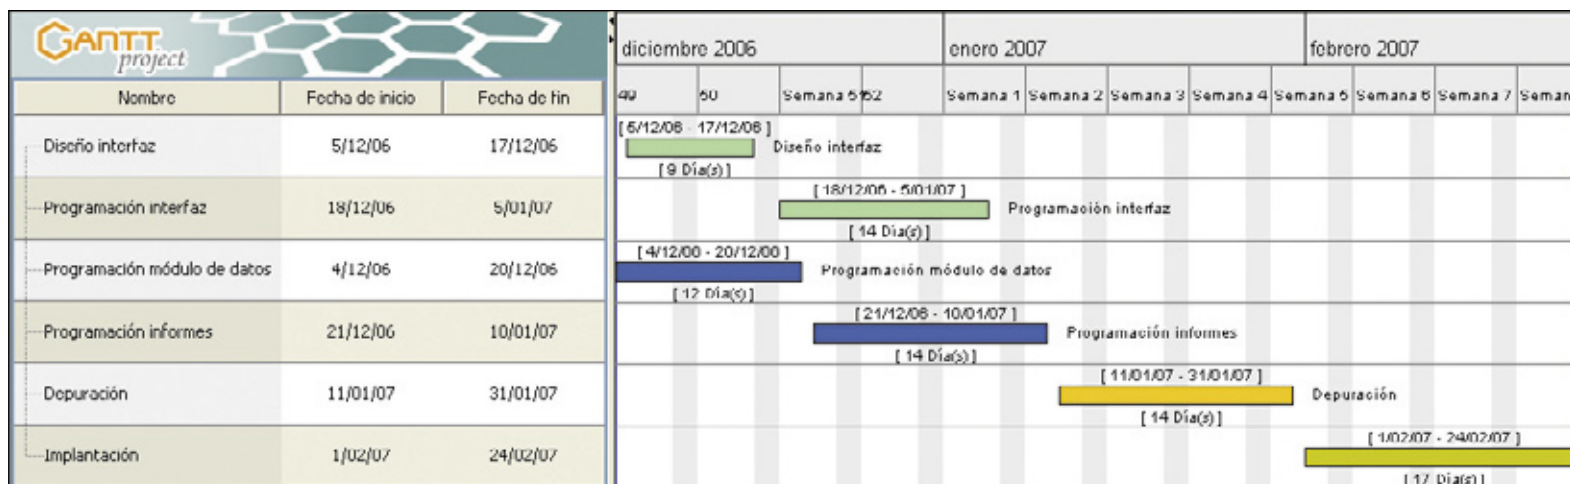 GANTT
project
diciembre 2006 enero 2007 febrero 2007
Nombre Fecha de inicio Fecha de fin
49 50 Semana 51 52 Semana 1 Semana 2 Semana 3 Semana 4 Semana 5 Semana 6 Semana 7 Seman
[ 5/12/06 - 17/12/06 ]
Diseño interfaz 5/12/06 17/12/06 Diseño interfaz
[ 9 Día(s) ]
[ 18/12/06 - 5/01/07 ]
Programación interfaz 18/12/06 5/01/07 Programación interfaz
[ 14 Día(s) ]
[ 4/12/06 - 20/12/06 ]
Programación módulo de datos 4/12/06 20/12/06 Programación módulo de datos
[ 12 Día(s) ]
[ 21/12/06 - 10/01/07 ]
Programación informes 21/12/06 10/01/07 Programación informes
[ 14 Día(s) ]
[ 11/01/07 - 31/01/07 ]
Depuración 11/01/07 31/01/07 Depuración
[ 14 Día(s) ]
[ 1/02/07 - 24/02/07 ]
Implantación 1/02/07 24/02/07
[ 17 Día(s) ]